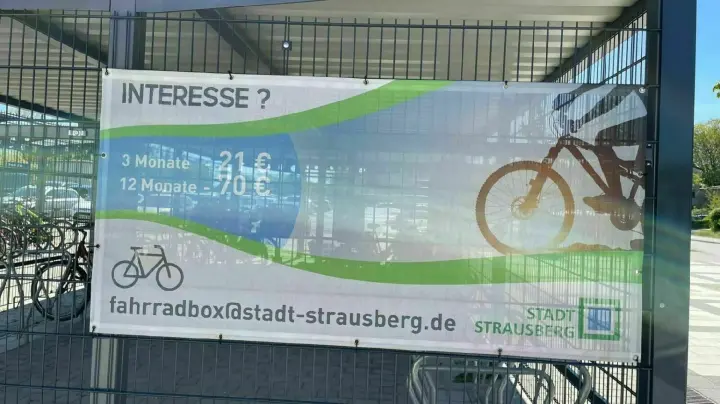 INTERESSE ?
3 Monate 21 €
12 Monate - 70 €
fahrradbox@stadt-strausberg.de
STADT
STRAUSBERG